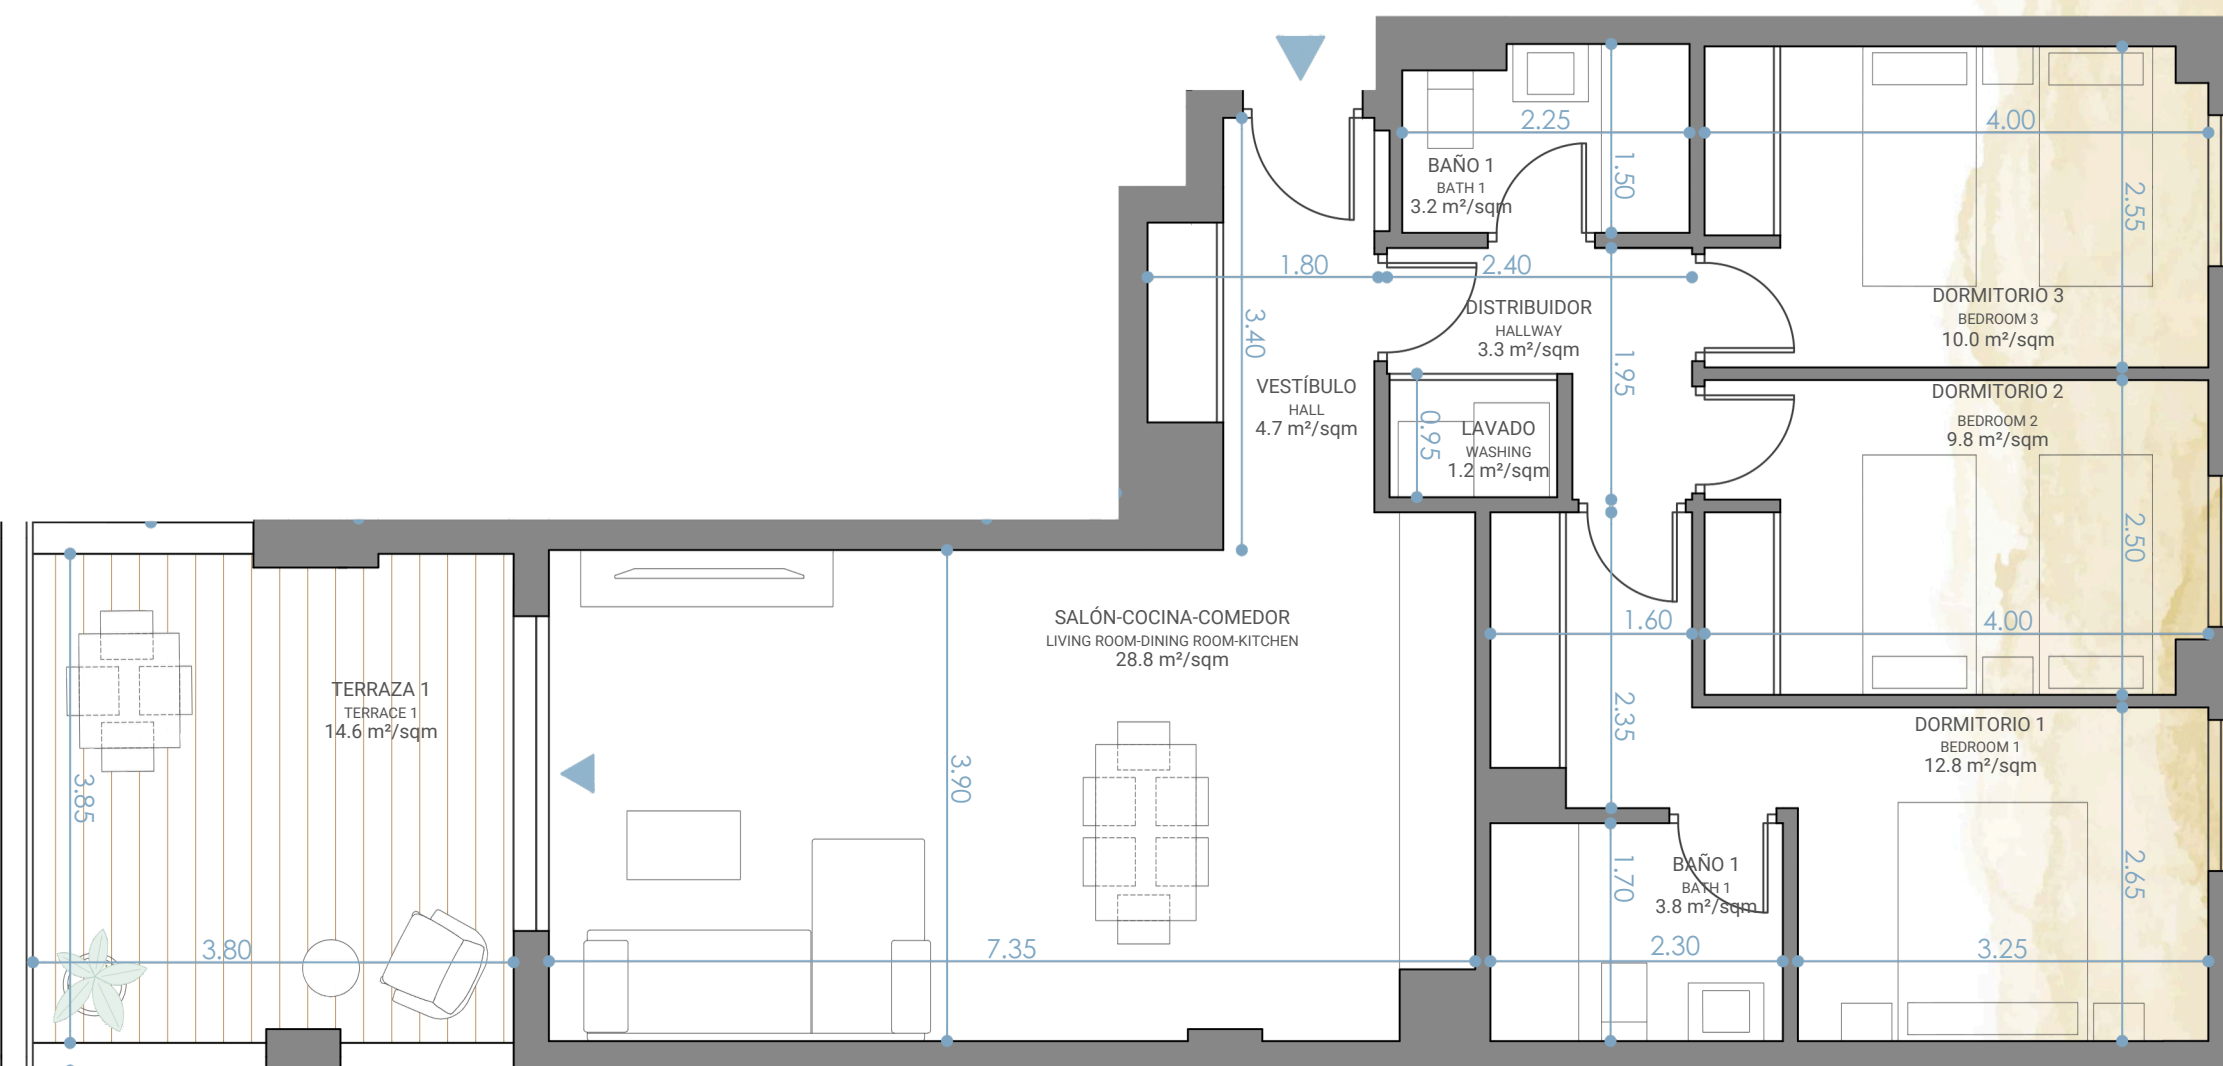 2.25
4.00
BAÑO 1
BATH 1
3.2 m²/sqm
1.50
2.55
1.80
2.40
DISTRIBUIDOR
HALLWAY
3.3 m²/sqm
DORMITORIO 3
BEDROOM 3
10.0 m²/sqm
3.40
1.95
VESTÍBULO
HALL
4.7 m²/sqm
DORMITORIO 2
BEDROOM 2
9.8 m²/sqm
0.95
LAVADO
WASHING
1.2 m²/sqm
2.50
SALÓN-COCINA-COMEDOR
LIVING ROOM-DINING ROOM-KITCHEN
28.8 m²/sqm
1.60
4.00
TERRAZA 1
TERRACE 1
14.6 m²/sqm
2.35
DORMITORIO 1
BEDROOM 1
12.8 m²/sqm
3.85
3.90
BAÑO 1
BATH 1
3.8 m²/sqm
1.70
2.65
3.80
7.35
2.30
3.25